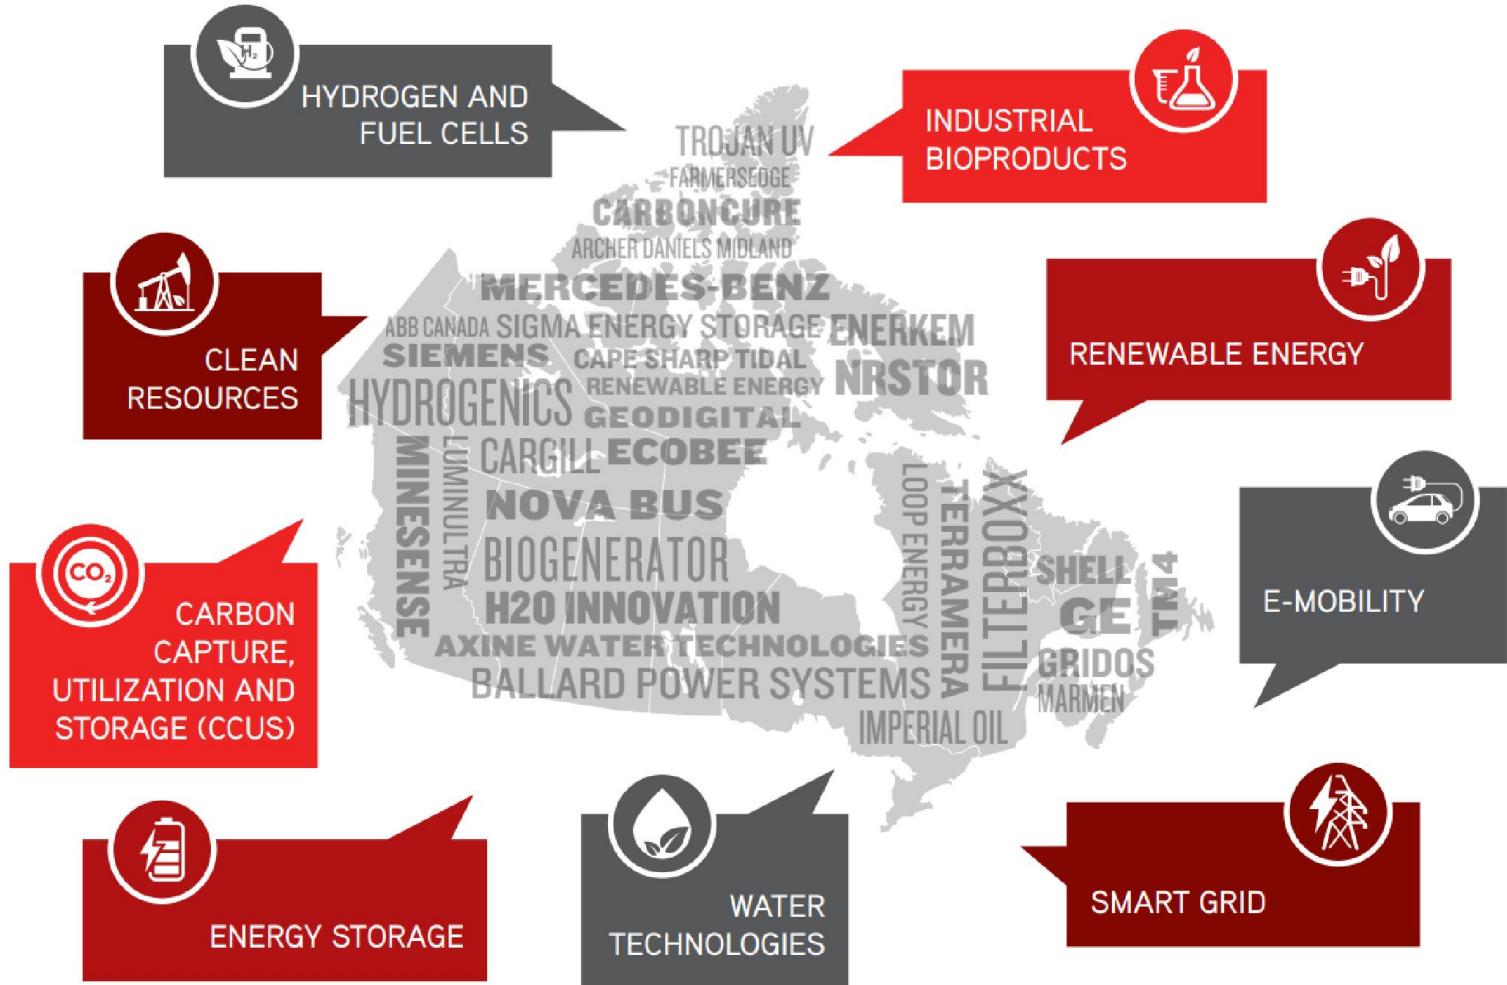 H₂
HYDROGEN AND
FUEL CELLS
INDUSTRIAL
BIOPRODUCTS
CLEAN
RESOURCES
RENEWABLE ENERGY
CO₂
CARBON
CAPTURE,
UTILIZATION AND
STORAGE (CCUS)
E-MOBILITY
ENERGY STORAGE
WATER
TECHNOLOGIES
SMART GRID
TROJAN UV
FARMERSEDGE
CARBONCURE
ARCHER DANIELS MIDLAND
MERCEDES-BENZ
ABB CANADA
SIGMA ENERGY STORAGE
ENERKEM
SIEMENS
CAPE SHARP TIDAL
RENEWABLE ENERGY
NRSTOR
HYDROGENICS
GEODIGITAL
CARGILL
ECOBEE
MINESENSE
LUMINULTRA
NOVA BUS
BIOGENERATOR
H20 INNOVATION
AXINE WATER TECHNOLOGIES
BALLARD POWER SYSTEMS
LOOP ENERGY
TERRAMERA
FILTERBOXX
SHELL
GE
TM4
GRIDOS
MARMEN
IMPERIAL OIL